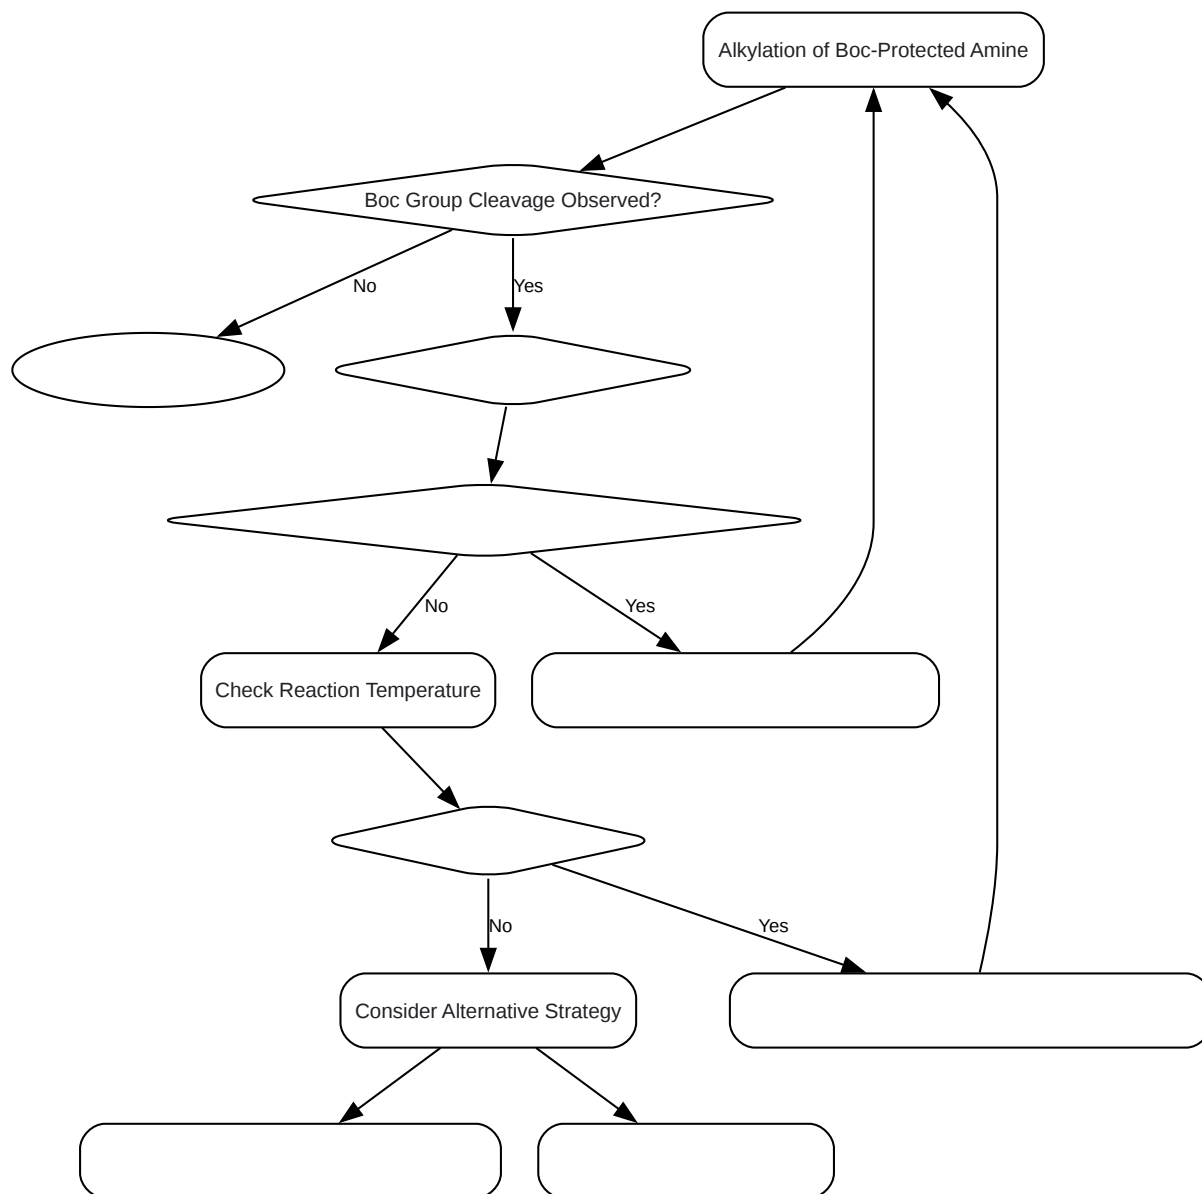 Alkylation of Boc-Protected Amine
Boc Group Cleavage Observed?
No
Yes
No
Yes
Check Reaction Temperature
No
Yes
Consider Alternative Strategy